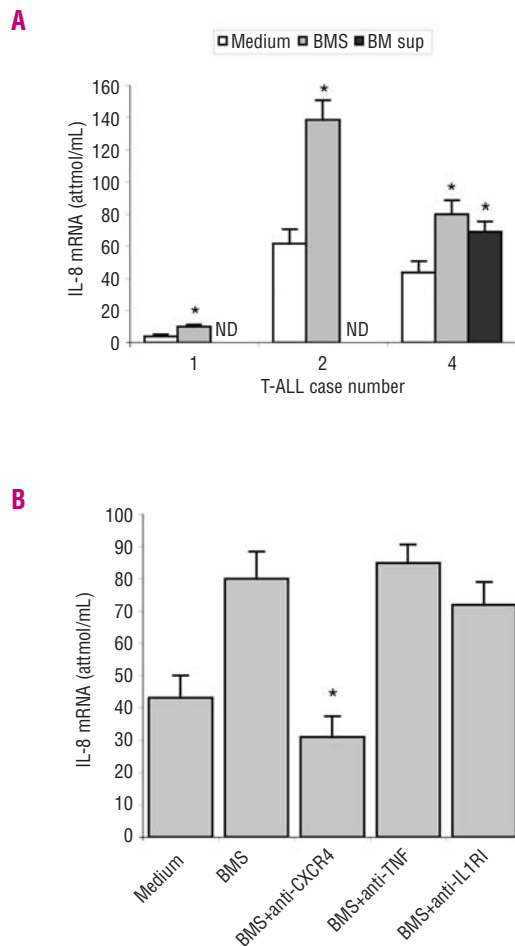 A
Medium BMS BM sup
160
140
120
100
80
60
40
20
0
IL-8 mRNA (attmol/mL)
* * * *
ND ND
1 2 4
T-ALL case number
B
100
90
80
70
60
50
40
30
20
10
0
IL-8 mRNA (attmol/mL)
*
Medium
BMS
BMS+anti-CXCR4
BMS+anti-TNF
BMS+anti-IL1RI